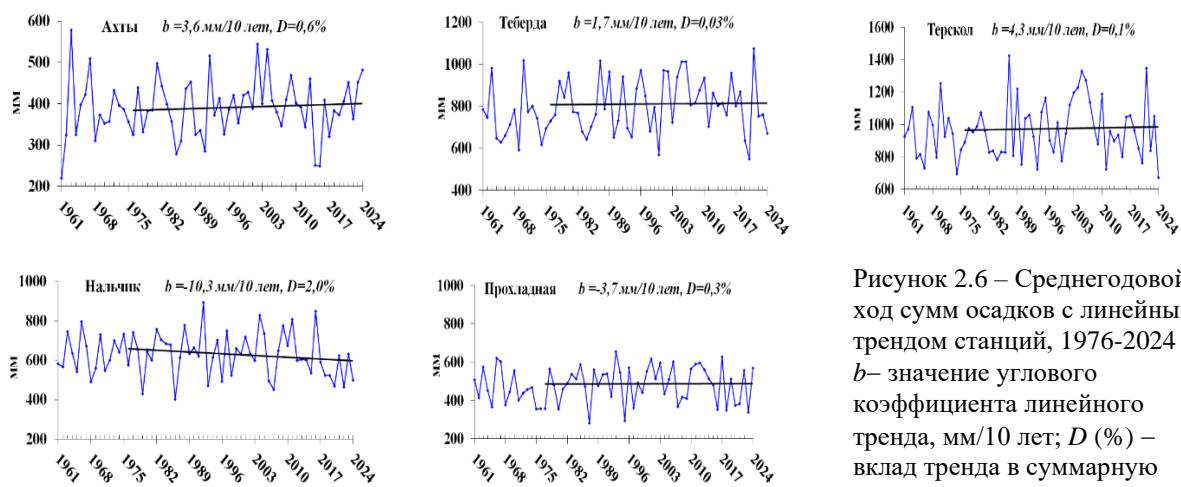 Ахты b =3,6 мм/10 лет, D=0,6%
600
500
400
300
200
мм
1961 1968 1975 1982 1989 1996 2003 2010 2017 2024
Теберда b =1,7 мм/10 лет, D=0,03%
1200
1000
800
600
400
мм
1961 1968 1975 1982 1989 1996 2003 2010 2017 2024
Терскол b =4,3 мм/10 лет, D=0,1%
1600
1400
1200
1000
800
600
мм
1961 1968 1975 1982 1989 1996 2003 2010 2017 2024
Нальчик b =-10,3 мм/10 лет, D=2,0%
1000
800
600
400
200
мм
1961 1968 1975 1982 1989 1996 2003 2010 2017 2024
Прохладная b =-3,7 мм/10 лет, D=0,3%
1000
800
600
400
200
мм
1961 1968 1975 1982 1989 1996 2003 2010 2017 2024
Рисунок 2.6 – Среднегодовой
ход сумм осадков с линейны
трендом станций, 1976-2024
b– значение углового
коэффициента линейного
тренда, мм/10 лет; D (%) –
вклад тренда в суммарную